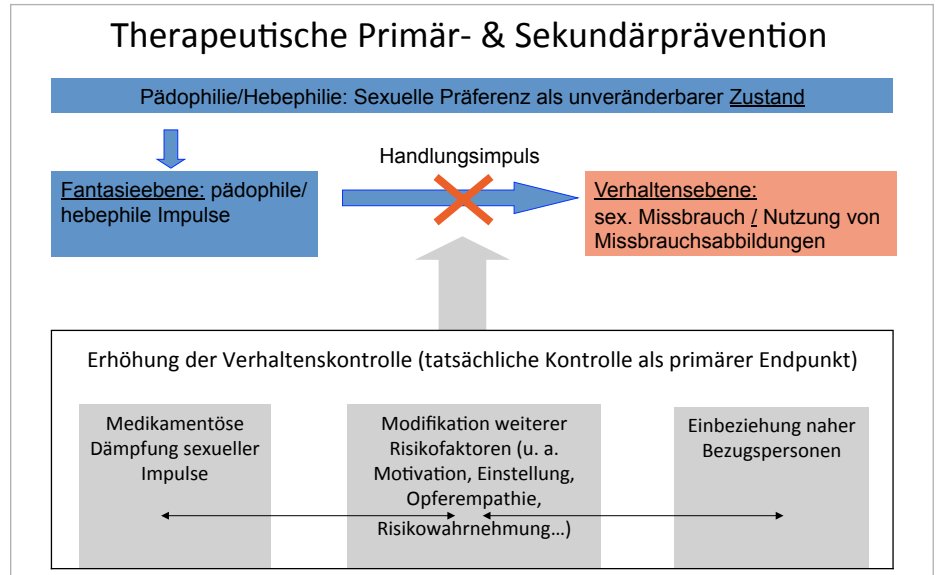 Therapeutische Primär- & Sekundärprävention
Pädophilie/Hebephilie: Sexuelle Präferenz als unveränderbarer Zustand
Handlungsimpuls
Fantasieebene: pädophile/
hebephile Impulse
Verhaltensebene:
sex. Missbrauch / Nutzung von
Missbrauchsabbildungen
Erhöhung der Verhaltenskontrolle (tatsächliche Kontrolle als primärer Endpunkt)
Medikamentöse
Dämpfung sexueller
Impulse
Modifikation weiterer
Risikofaktoren (u. a.
Motivation, Einstellung,
Opferempathie,
Risikowahrnehmung…)
Einbeziehung naher
Bezugspersonen